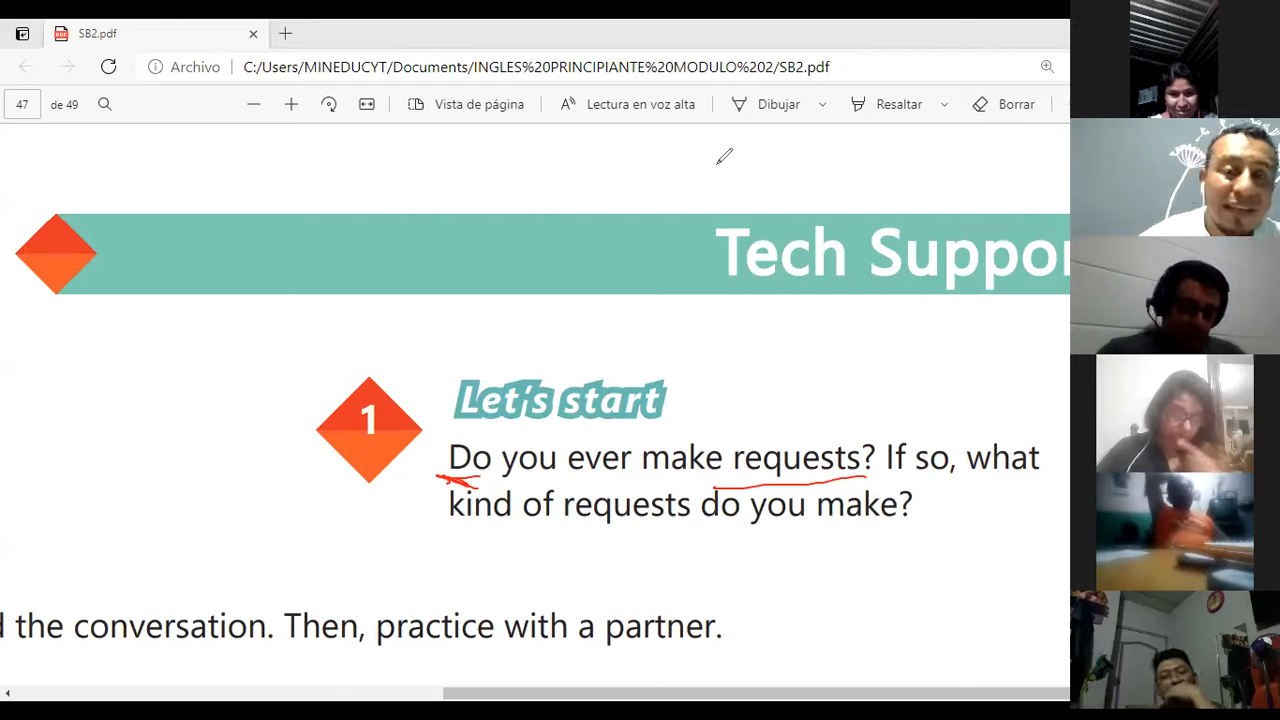 SB2.pdf
Archivo C:/Users/MINEDUCYT/Documents/INGLES%20PRINCIPIANTE%20MODULO%202/SB2.pdf
47 de 49 Vista de página Lectura en voz alta Dibujar Resaltar Borrar
Tech Suppor
1
Let's start
Do you ever make requests? If so, what
kind of requests do you make?
d the conversation. Then, practice with a partner.